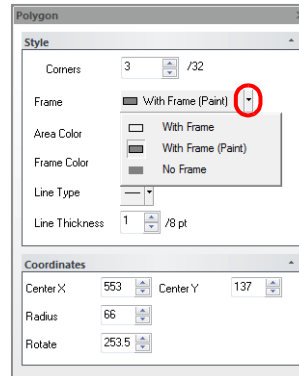 Polygon
Style
Corners 3 /32
Frame With Frame (Paint)
With Frame
With Frame (Paint)
No Frame
Area Color
Frame Color
Line Type
Line Thickness 1 /8 pt
Coordinates
Center X 553 Center Y 137
Radius 66
Rotate 253.5